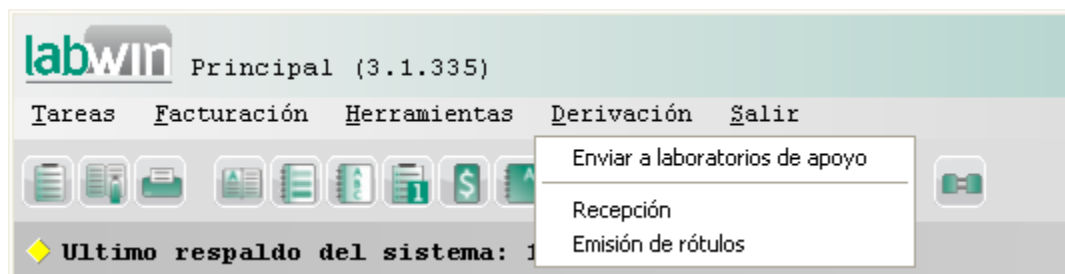 labwin Principal (3.1.335)
Tareas Facturación Herramientas Derivación Salir
Enviar a laboratorios de apoyo
Recepción
Emisión de rótulos
Ultimo respaldo del sistema: